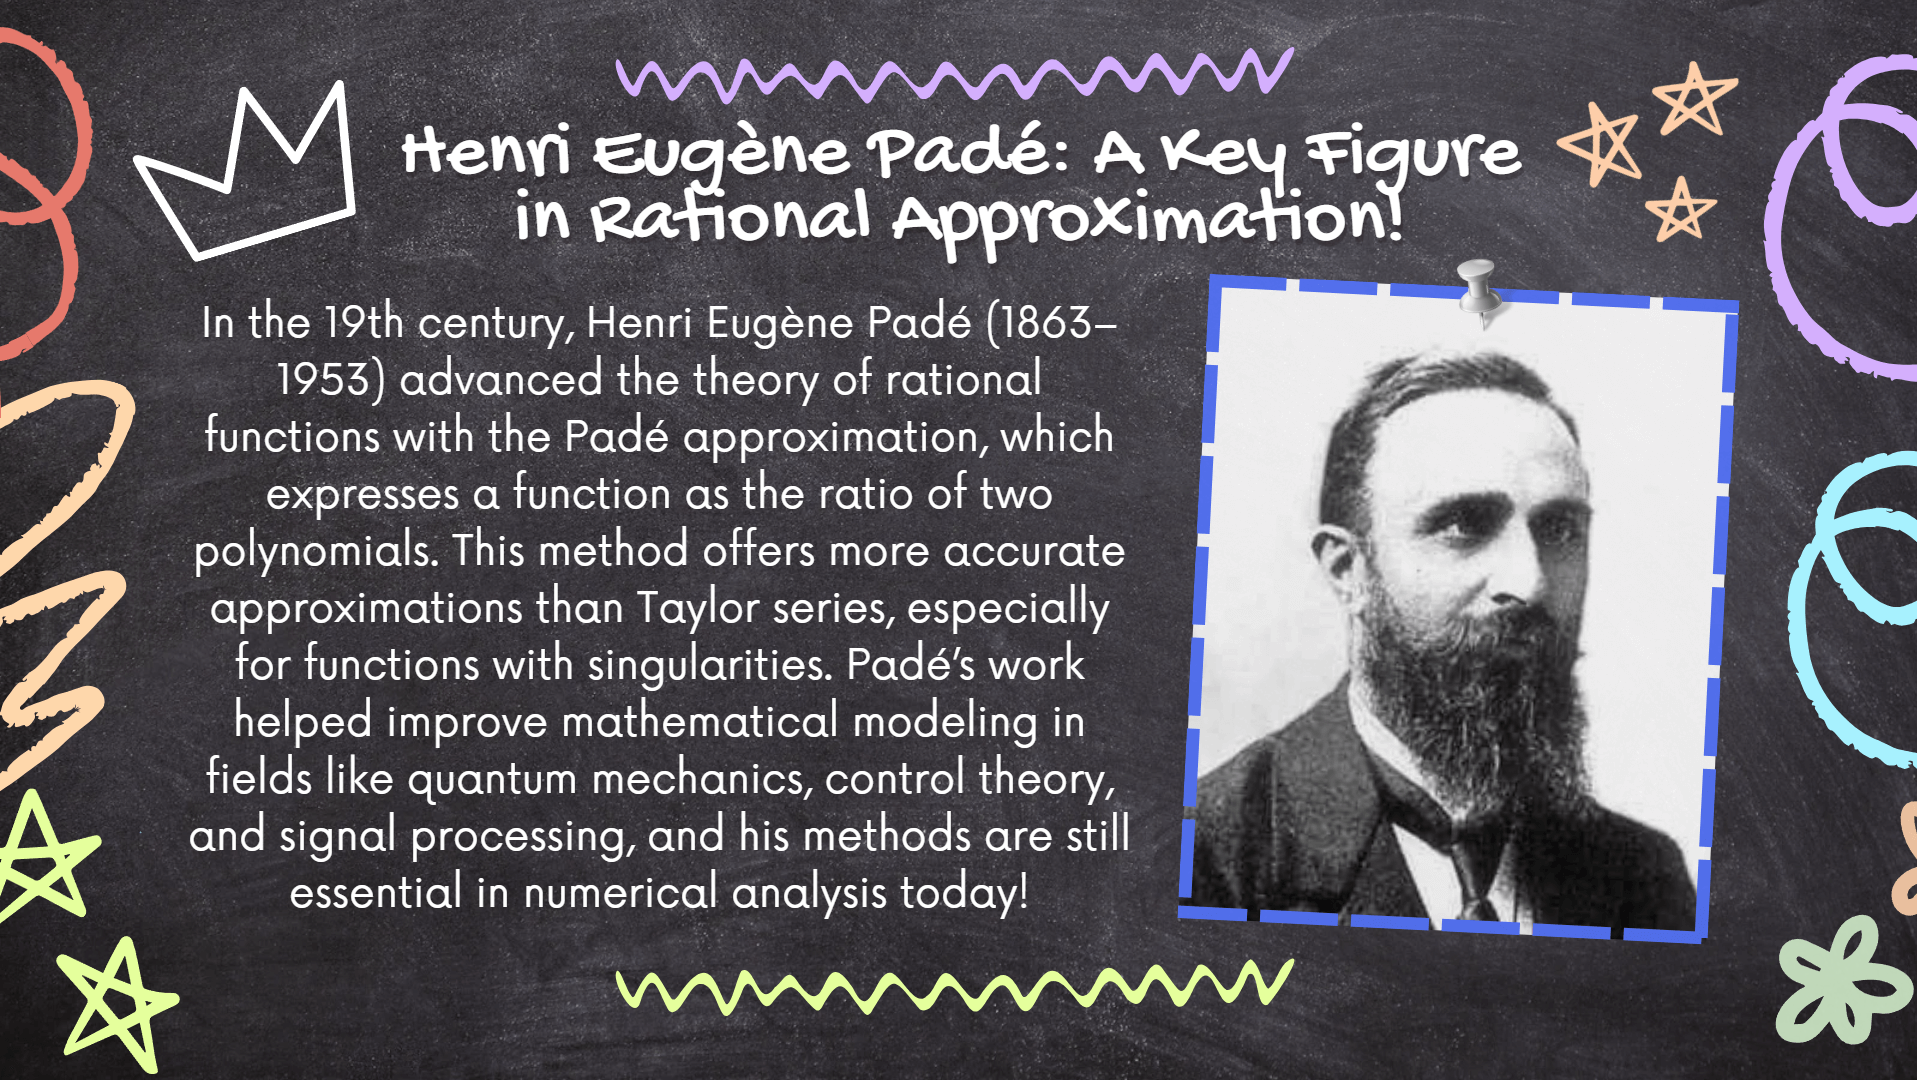 Henri Eugène Padé: A Key Figure
in Rational Approximation!
In the 19th century, Henri Eugène Padé (1863–
1953) advanced the theory of rational
functions with the Padé approximation, which
expresses a function as the ratio of two
polynomials. This method offers more accurate
approximations than Taylor series, especially
for functions with singularities. Padé’s work
helped improve mathematical modeling in
fields like quantum mechanics, control theory,
and signal processing, and his methods are still
essential in numerical analysis today!